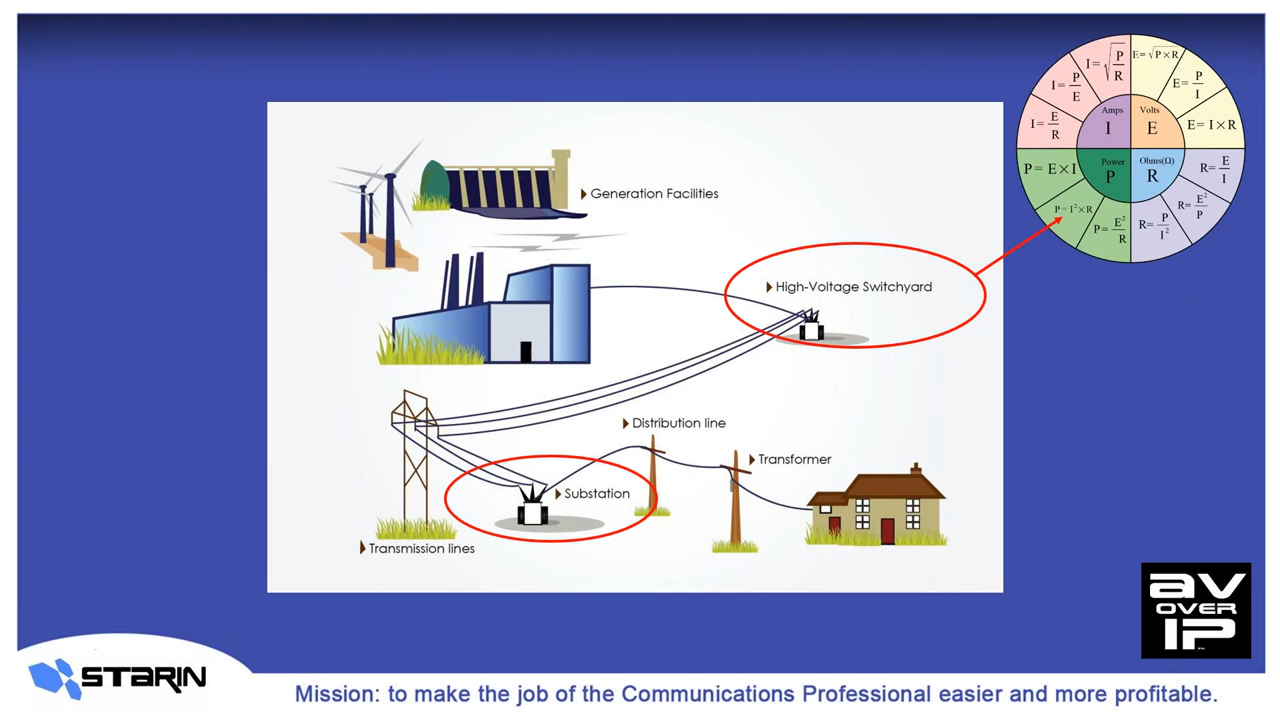 I = √P/R
E = √P×R
I = P/E
E = P/I
I = E/R
E = I×R
Amps
I
Volts
E
Power
P
Ohms(Ω)
R
P = E×I
R= E/I
P = I²×R
R= E²/P
P = E²/R
R= P/I²
Generation Facilities
High-Voltage Switchyard
Distribution line
Transformer
Substation
Transmission lines
av
OVER
IP
STARIN
Mission: to make the job of the Communications Professional easier and more profitable.